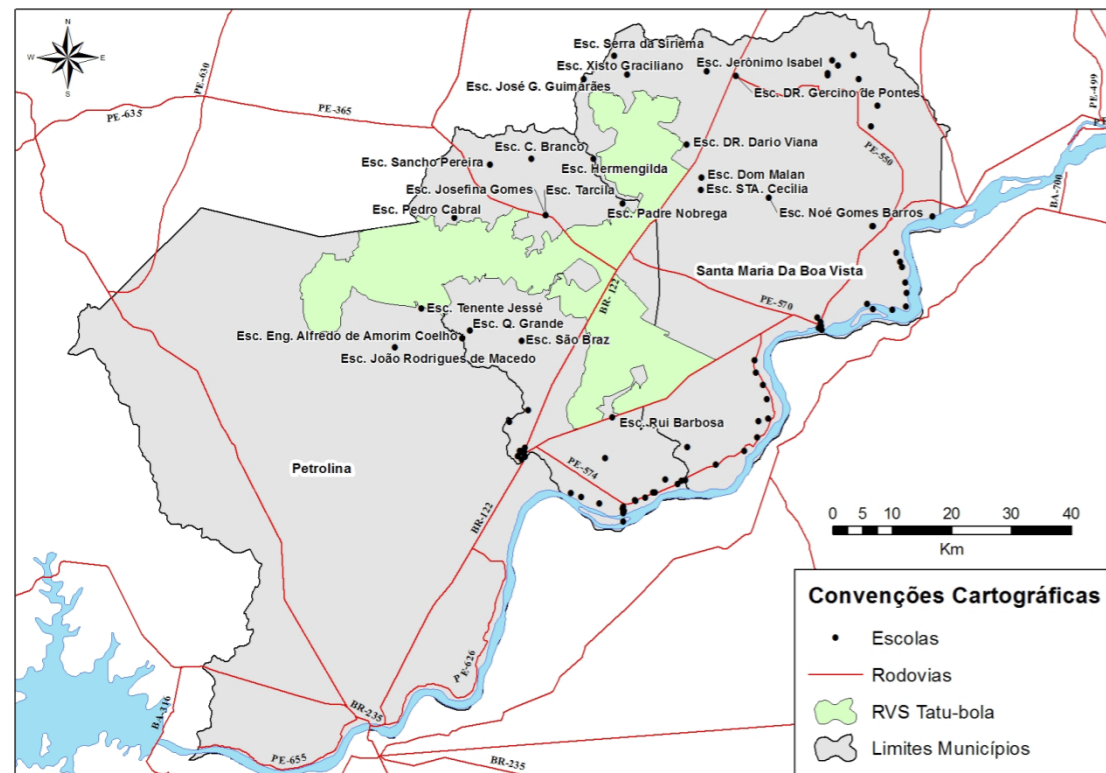 N
W
E
S
PE-630
PE-635
PE-365
Esc. Serra da Siriema
Esc. Xisto Graciliano
Esc. Jerônimo Isabel
Esc. José G. Guimarães
Esc. DR. Gercino de Pontes
PE-499
PE-550
Esc. C. Branco
Esc. DR. Dario Viana
Esc. Sancho Pereira
Esc. Hermengilda
Esc. Dom Malan
Esc. Josefina Gomes
Esc. Tarcila
Esc. STA. Cecilia
BA-700
Esc. Pedro Cabral
Esc. Padre Nobrega
Esc. Noé Gomes Barros
Santa Maria Da Boa Vista
BR- 122
PE-570
Esc. Tenente Jessé
Esc. Q. Grande
Esc. Eng. Alfredo de Amorim Coelho
Esc. São Braz
Esc. João Rodrigues de Macedo
Esc. Rui Barbosa
Petrolina
PE-574
BR-122
0 5 10 20 30 40
Km
Convenções Cartográficas
Escolas
Rodovias
RVS Tatu-bola
Limites Municípios
PE-626
BA-316
BR-235
PE-655
BR-235